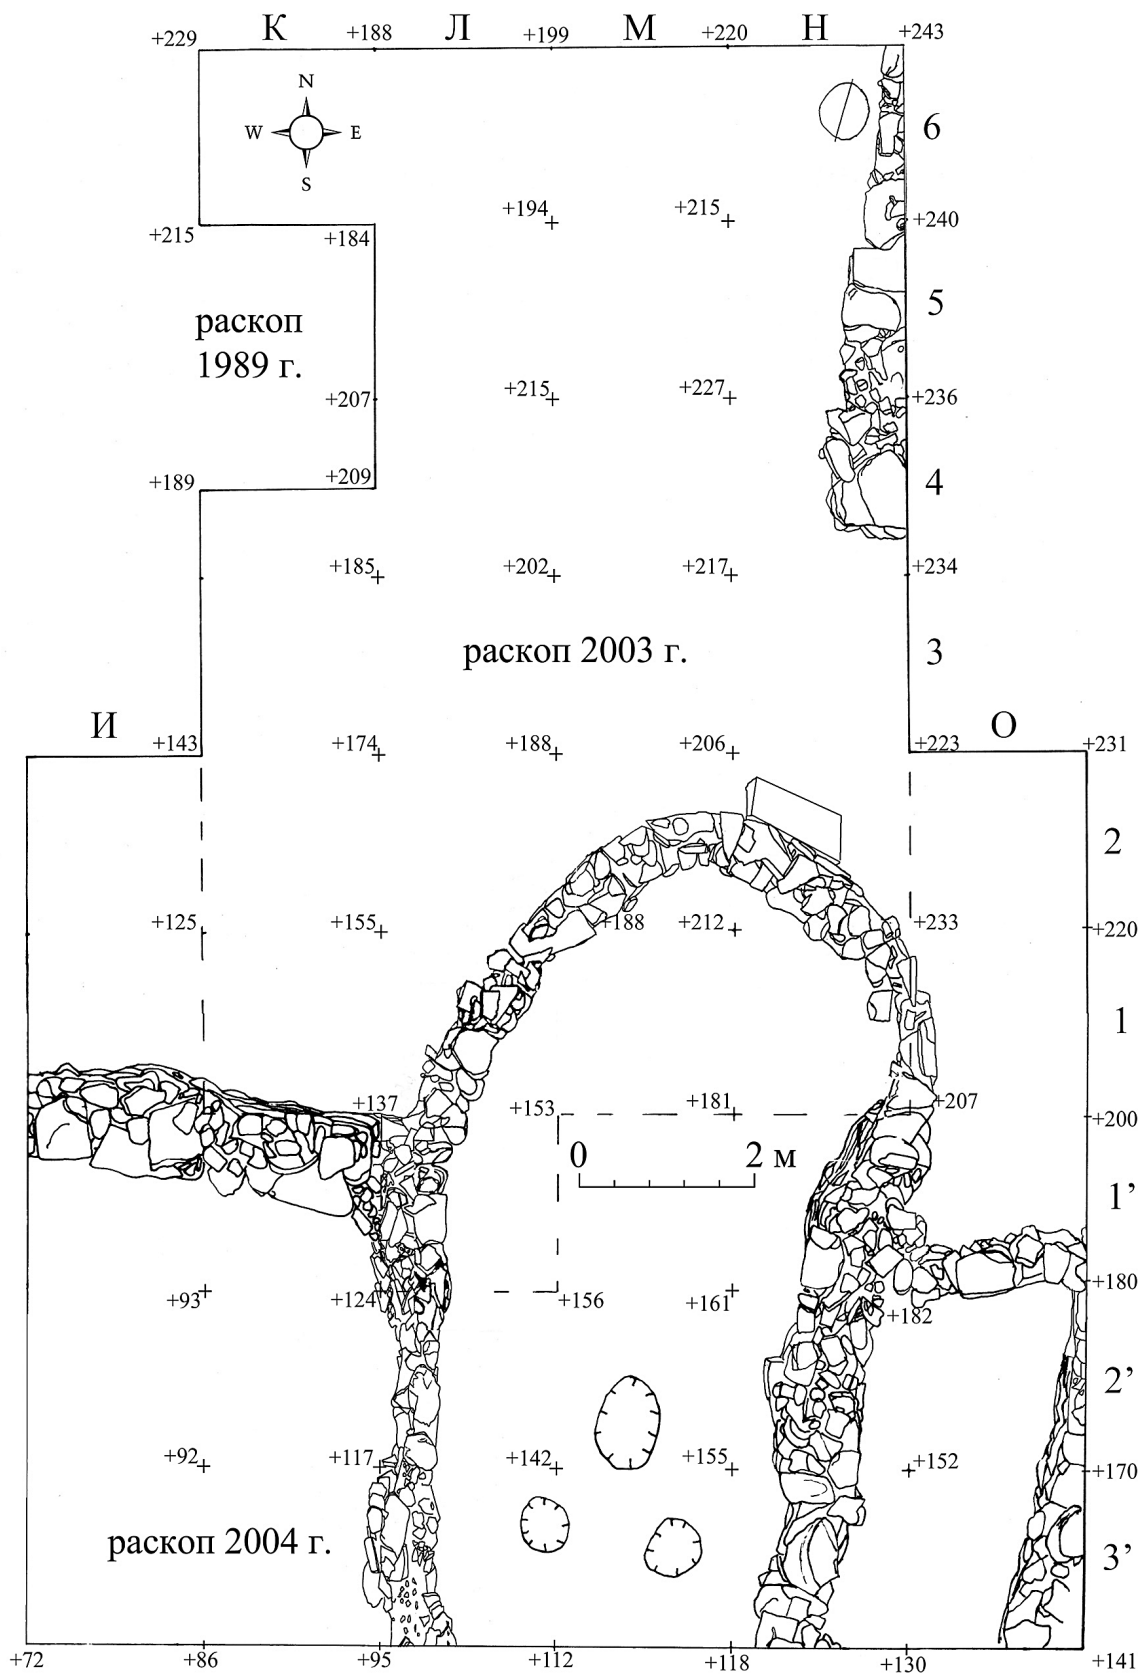 К Л М Н
+229 +188 +199 +220 +243
N
W E
S
6
+194 +215 +240
+215 +184
5
раскоп
1989 г.
+207 +215 +227 +236
+189 +209
4
+185 +202 +217 +234
раскоп 2003 г.
3
И О
+143 +174 +188 +206 +223 +231
2
+125 +155 +188 +212 +233 +220
1
+137 +153 +181 +207 +200
0 2 м
1’
+93 +124 +156 +161 +182 +180
2’
+92 +117 +142 +155 +152 +170
раскоп 2004 г.
3’
+72 +86 +95 +112 +118 +130 +141